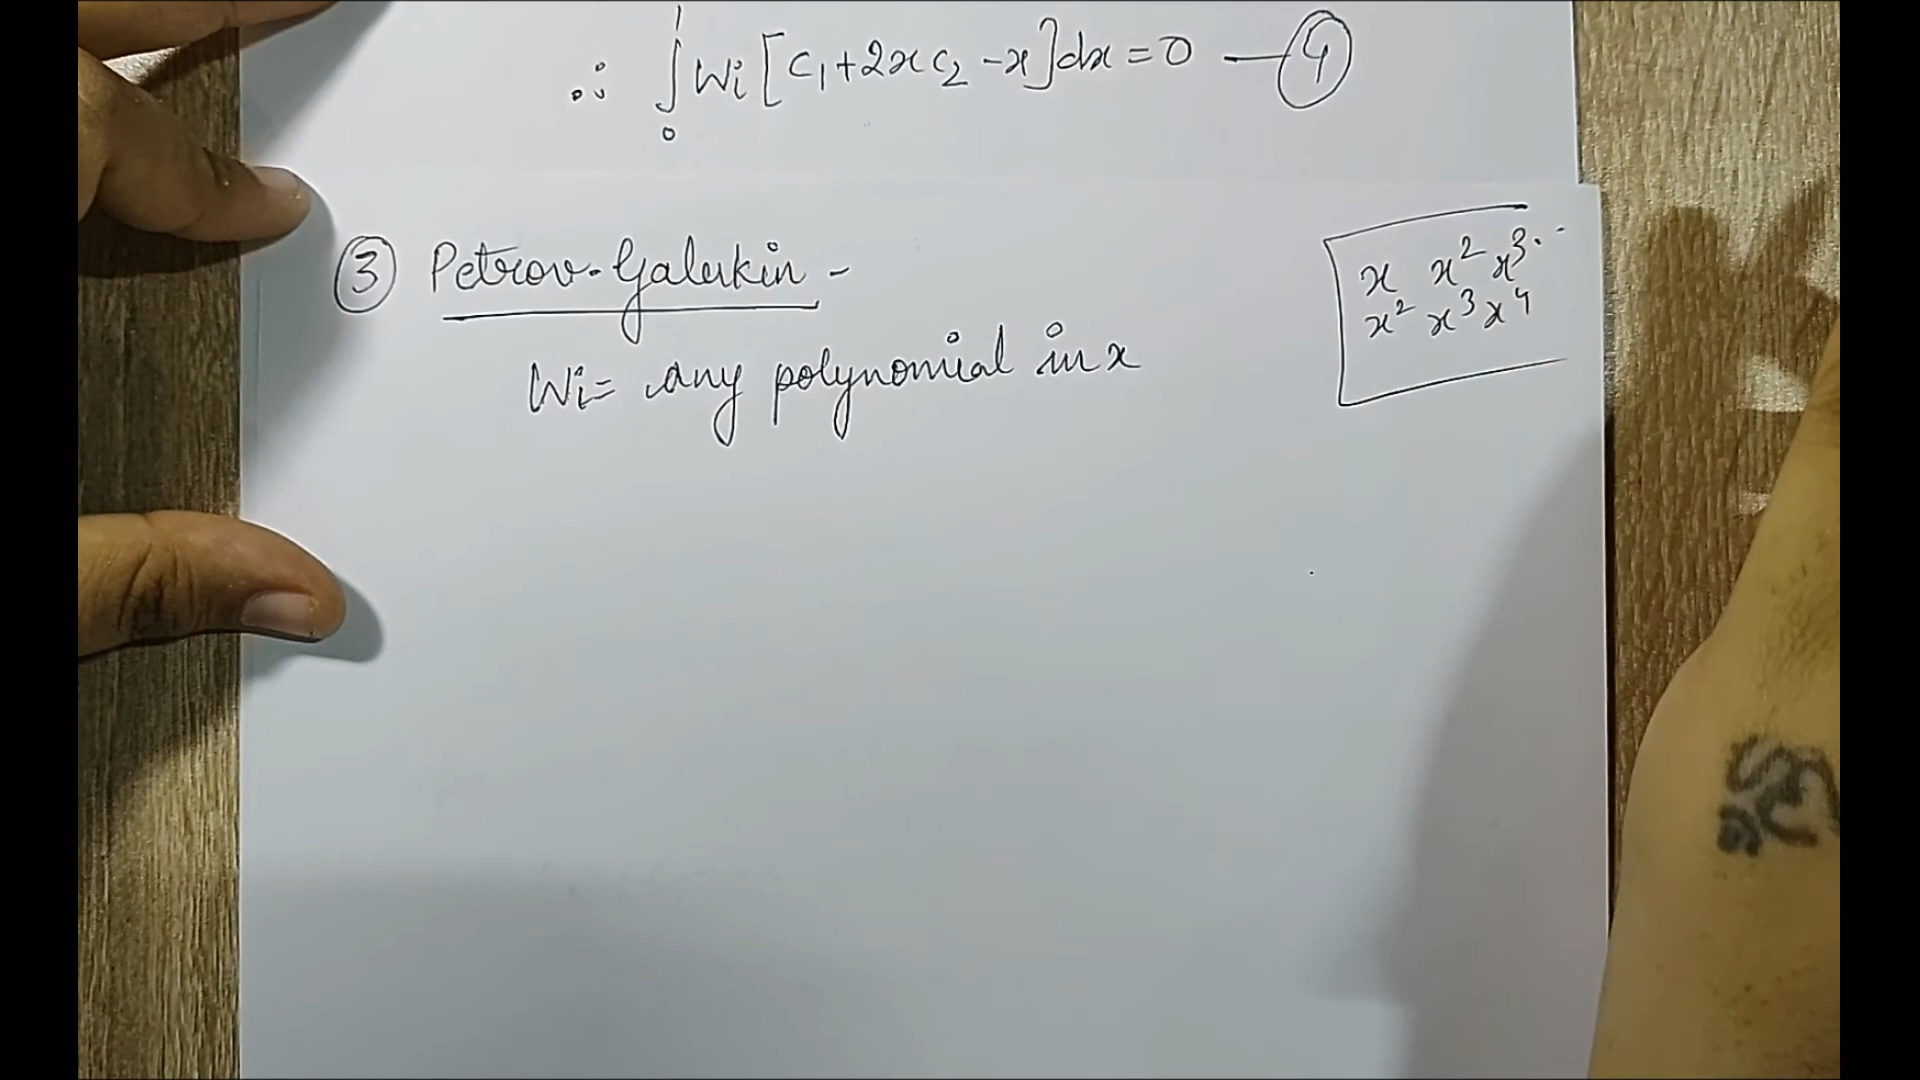 ∴ ∫₀¹ Wi [c₁+2xc₂-x]dx = 0 — ④
③ Petrov-Galerkin -
Wi = any polynomial in x
x x² x³..
x² x³ x⁴